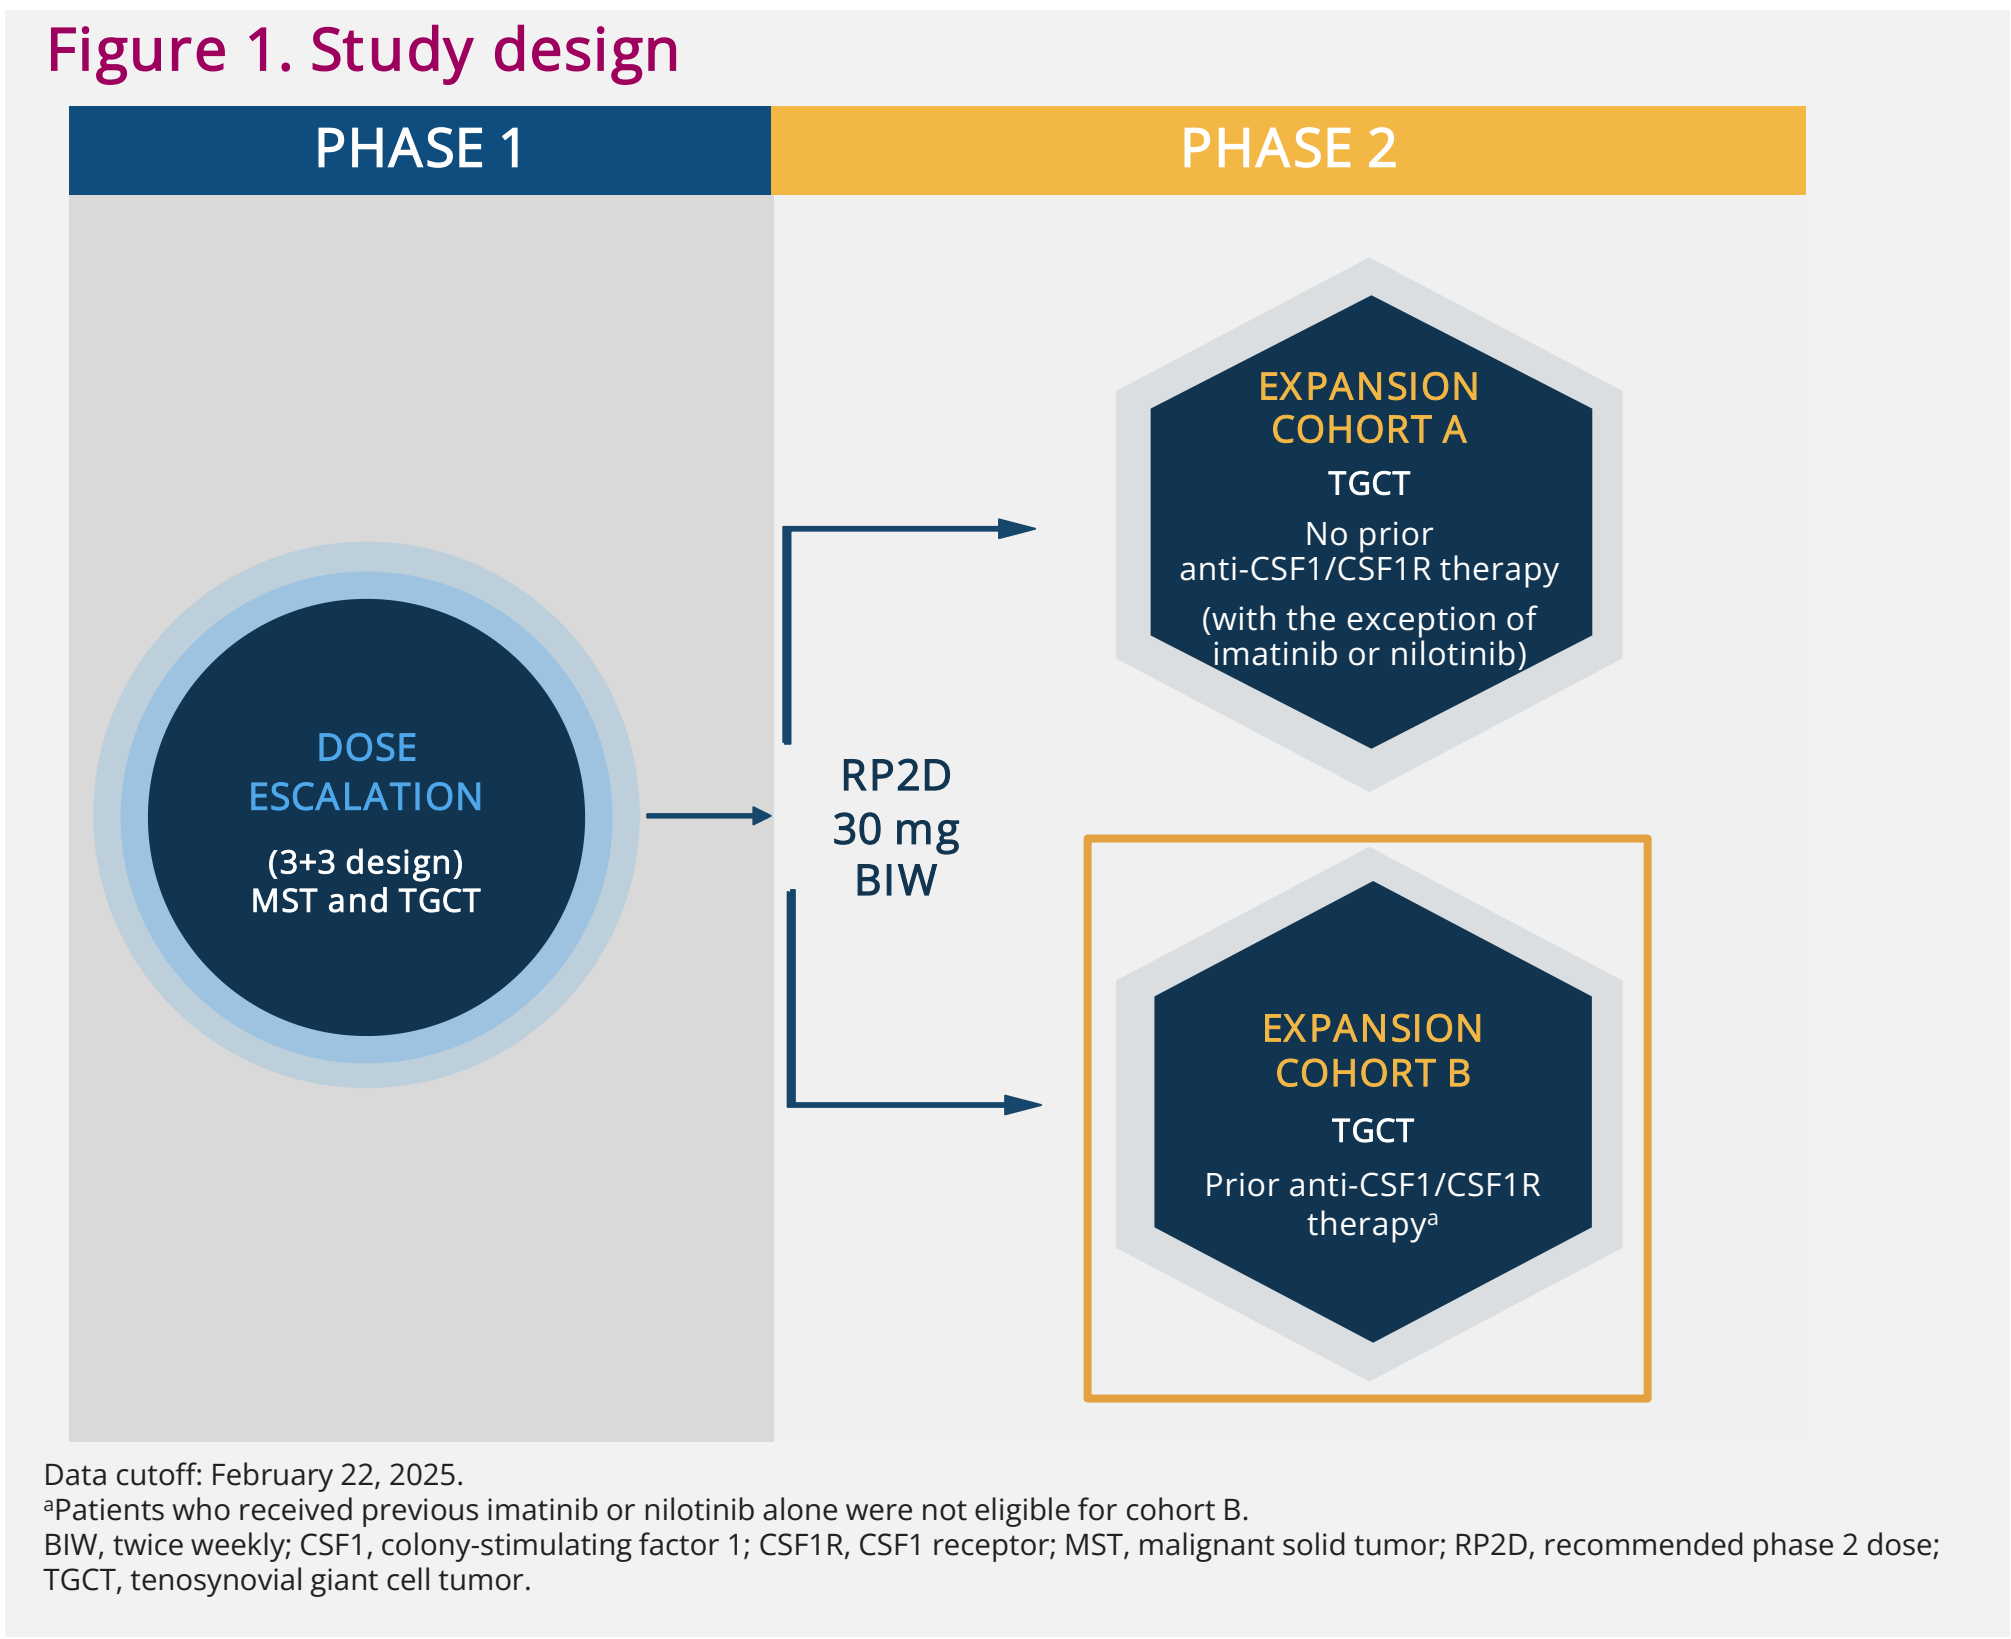 Figure 1. Study design
PHASE 1
PHASE 2
DOSE
ESCALATION
(3+3 design)
MST and TGCT
RP2D
30 mg
BIW
EXPANSION
COHORT A
TGCT
No prior
anti-CSF1/CSF1R therapy
(with the exception of
imatinib or nilotinib)
EXPANSION
COHORT B
TGCT
Prior anti-CSF1/CSF1R
therapyᵃ
Data cutoff: February 22, 2025.
ᵃPatients who received previous imatinib or nilotinib alone were not eligible for cohort B.
BIW, twice weekly; CSF1, colony-stimulating factor 1; CSF1R, CSF1 receptor; MST, malignant solid tumor; RP2D, recommended phase 2 dose;
TGCT, tenosynovial giant cell tumor.